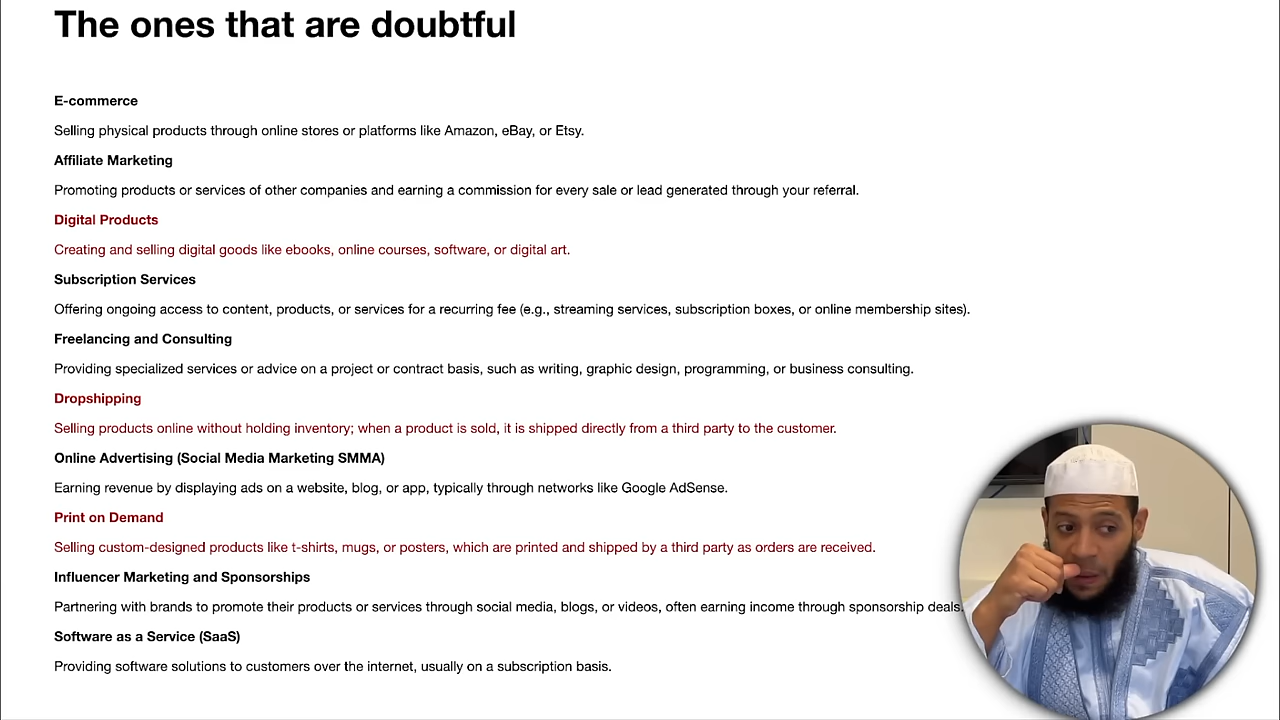 The ones that are doubtful
E-commerce
Selling physical products through online stores or platforms like Amazon, eBay, or Etsy.
Affiliate Marketing
Promoting products or services of other companies and earning a commission for every sale or lead generated through your referral.
Digital Products
Creating and selling digital goods like ebooks, online courses, software, or digital art.
Subscription Services
Offering ongoing access to content, products, or services for a recurring fee (e.g., streaming services, subscription boxes, or online membership sites).
Freelancing and Consulting
Providing specialized services or advice on a project or contract basis, such as writing, graphic design, programming, or business consulting.
Dropshipping
Selling products online without holding inventory; when a product is sold, it is shipped directly from a third party to the customer.
Online Advertising (Social Media Marketing SMMA)
Earning revenue by displaying ads on a website, blog, or app, typically through networks like Google AdSense.
Print on Demand
Selling custom-designed products like t-shirts, mugs, or posters, which are printed and shipped by a third party as orders are received.
Influencer Marketing and Sponsorships
Partnering with brands to promote their products or services through social media, blogs, or videos, often earning income through sponsorship deals.
Software as a Service (SaaS)
Providing software solutions to customers over the internet, usually on a subscription basis.